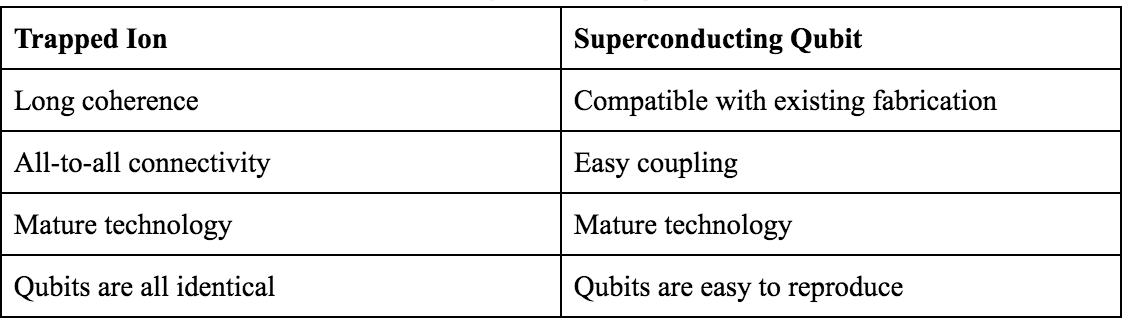 Trapped Ion Superconducting Qubit
Long coherence Compatible with existing fabrication
All-to-all connectivity Easy coupling
Mature technology Mature technology
Qubits are all identical Qubits are easy to reproduce